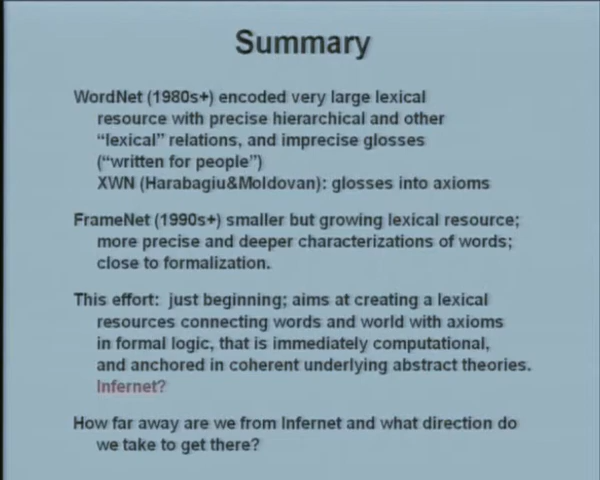 Summary
WordNet (1980s+) encoded very large lexical
resource with precise hierarchical and other
“lexical” relations, and imprecise glosses
(“written for people”)
XWN (Harabagiu&Moldovan): glosses into axioms
FrameNet (1990s+) smaller but growing lexical resource;
more precise and deeper characterizations of words;
close to formalization.
This effort: just beginning; aims at creating a lexical
resources connecting words and world with axioms
in formal logic, that is immediately computational,
and anchored in coherent underlying abstract theories.
Infernet?
How far away are we from Infernet and what direction do
we take to get there?